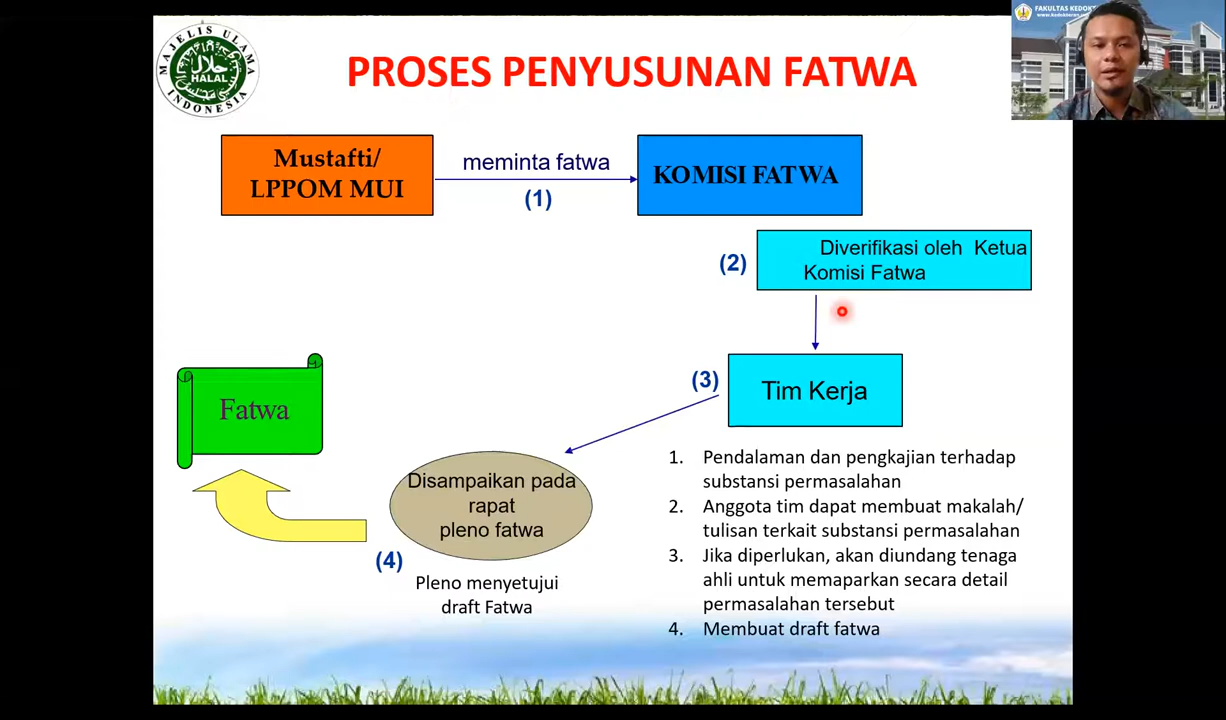 MAJELIS ULAMA
INDONESIA
حلال
HALAL
PROSES PENYUSUNAN FATWA
FAKULTAS KEDOKT
www.kedokteran.
Mustafti/
LPPOM MUI
meminta fatwa
(1)
KOMISI FATWA
(2)
Diverifikasi oleh Ketua
Komisi Fatwa
(3)
Tim Kerja
Fatwa
Disampaikan pada
rapat
pleno fatwa
(4)
Pleno menyetujui
draft Fatwa
1. Pendalaman dan pengkajian terhadap
substansi permasalahan
2. Anggota tim dapat membuat makalah/
tulisan terkait substansi permasalahan
3. Jika diperlukan, akan diundang tenaga
ahli untuk memaparkan secara detail
permasalahan tersebut
4. Membuat draft fatwa